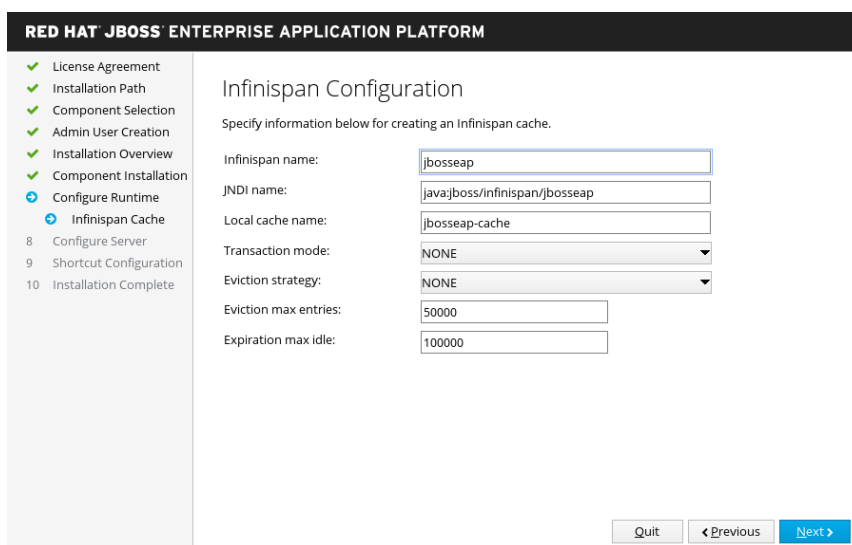 RED HAT JBOSS ENTERPRISE APPLICATION PLATFORM
License Agreement
Installation Path
Component Selection
Admin User Creation
Installation Overview
Component Installation
Configure Runtime
Infinispan Cache
8 Configure Server
9 Shortcut Configuration
10 Installation Complete
Infinispan Configuration
Specify information below for creating an Infinispan cache.
Infinispan name: jbosseap
JNDI name: java:jboss/infinispan/jbosseap
Local cache name: jbosseap-cache
Transaction mode: NONE
Eviction strategy: NONE
Eviction max entries: 50000
Expiration max idle: 100000
Quit Previous Next